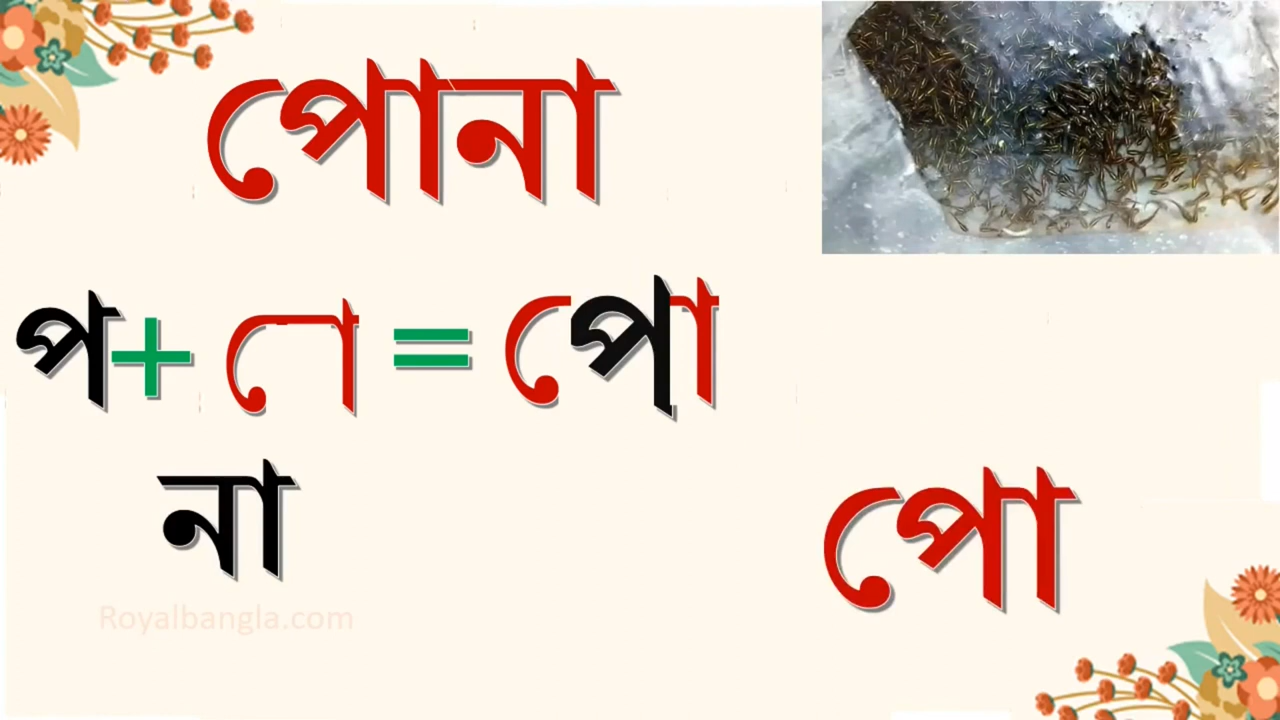 পোনা
প + ো = পো
না
পো
Royalbangla.com